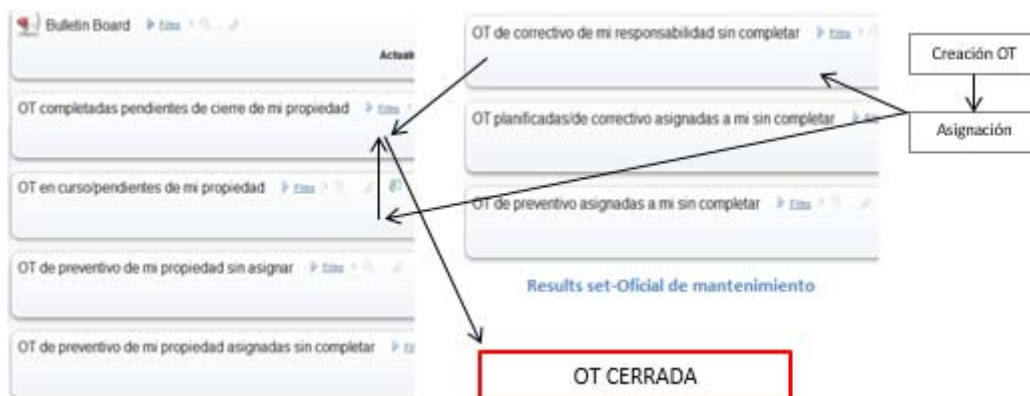 Bulletin Board
Actuali
OT completadas pendientes de cierre de mi propiedad
OT en curso/pendientes de mi propiedad
OT de preventivo de mi propiedad sin asignar
OT de preventivo de mi propiedad asignadas sin completar
OT de correctivo de mi responsabilidad sin completar
OT planificadas/de correctivo asignadas a mi sin completar
OT de preventivo asignadas a mi sin completar
Results set-Oficial de mantenimiento
Creación OT
Asignación
OT CERRADA